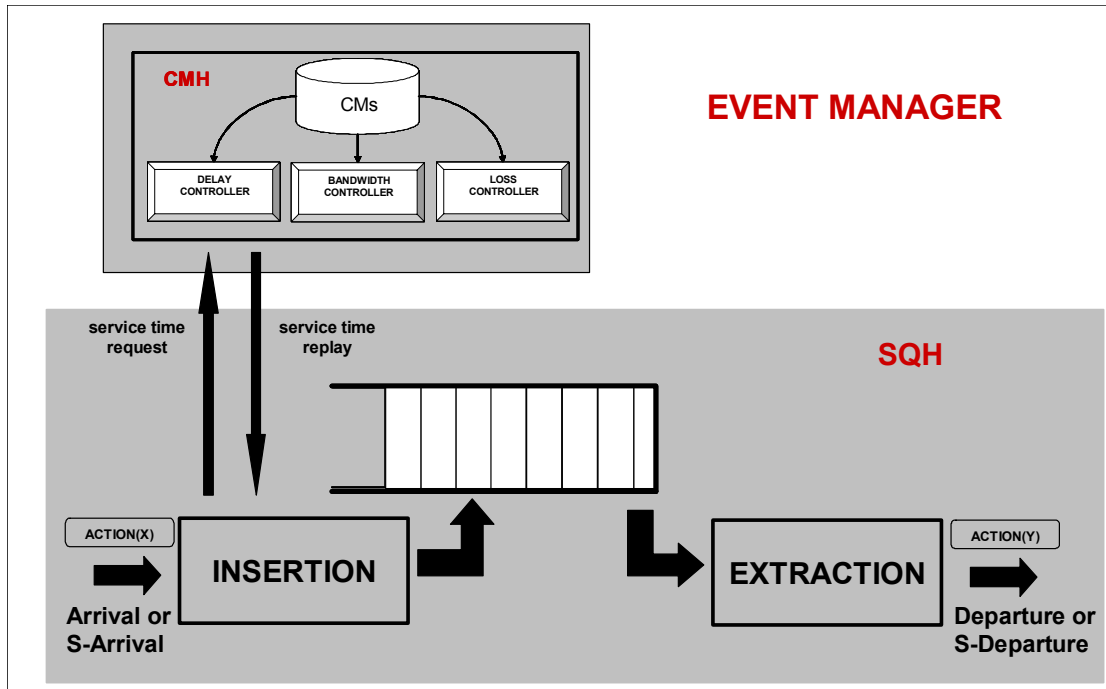 CMH
CMs
EVENT MANAGER
DELAY
CONTROLLER
BANDWIDTH
CONTROLLER
LOSS
CONTROLLER
service time
request
service time
replay
SQH
ACTION(X)
INSERTION
Arrival or
S-Arrival
EXTRACTION
ACTION(Y)
Departure or
S-Departure